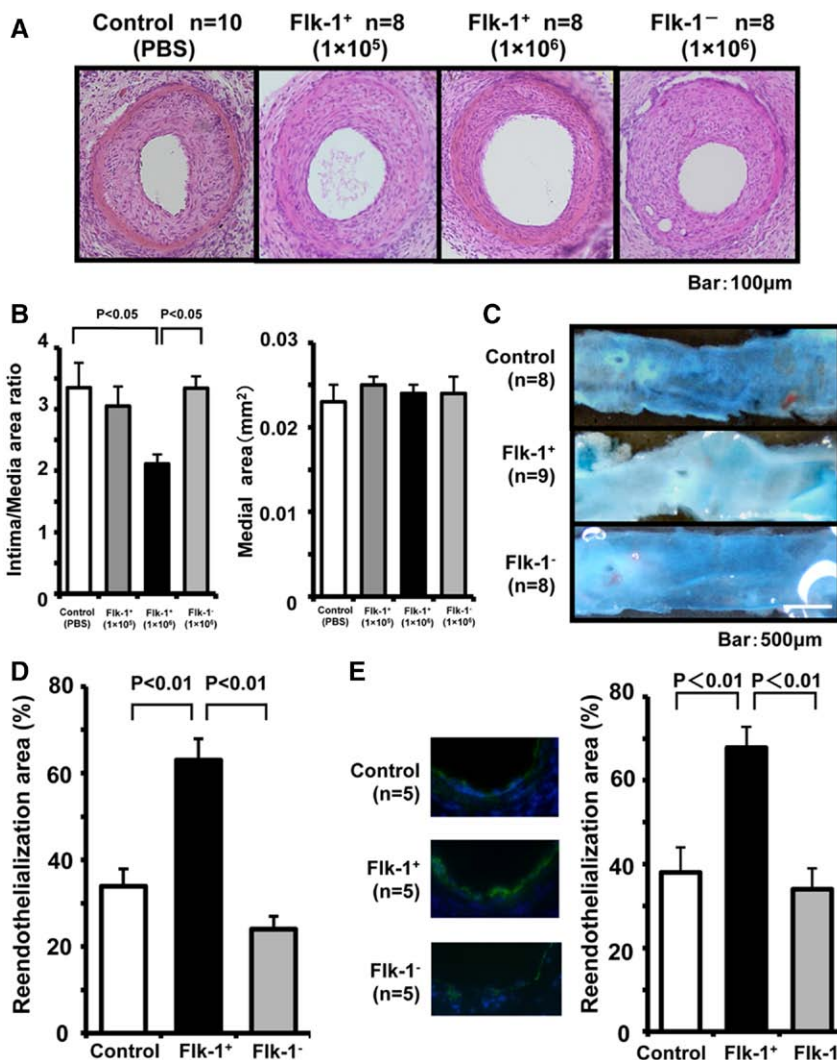 A
Control n=10
(PBS)
Flk-1⁺ n=8
(1×10⁵)
Flk-1⁺ n=8
(1×10⁶)
Flk-1⁻ n=8
(1×10⁶)
Bar:100μm
B
P<0.05
P<0.05
Intima/Media area ratio
4
3
2
1
0
Control
(PBS)
Flk-1⁺
(1×10⁵)
Flk-1⁺
(1×10⁶)
Flk-1⁻
(1×10⁶)
Medial area(mm²)
0.03
0.02
0.01
0
Control
(PBS)
Flk-1⁺
(1×10⁵)
Flk-1⁺
(1×10⁶)
Flk-1⁻
(1×10⁶)
C
Control
(n=8)
Flk-1⁺
(n=9)
Flk-1⁻
(n=8)
Bar:500μm
D
P<0.01
P<0.01
Reendothelialization area (%)
80
60
40
20
0
Control
Flk-1⁺
Flk-1⁻
E
Control
(n=5)
Flk-1⁺
(n=5)
Flk-1⁻
(n=5)
P<0.01
P<0.01
Reendothelialization area (%)
80
60
40
20
0
Control
Flk-1⁺
Flk-1